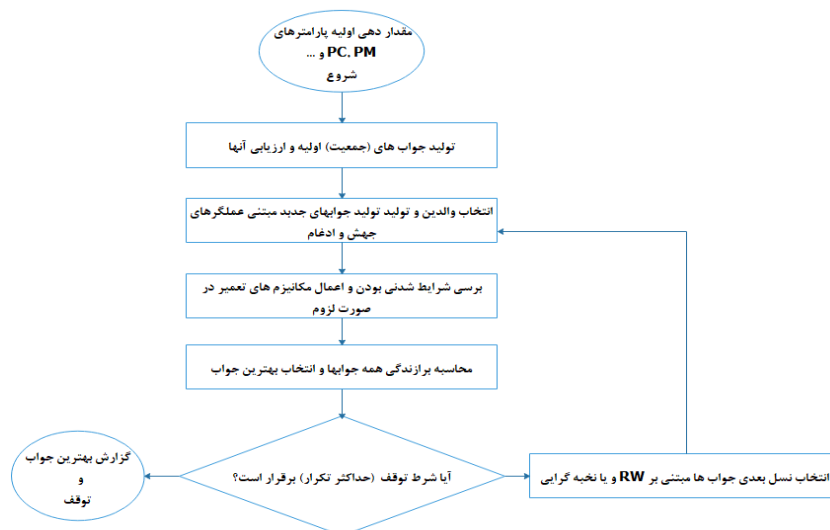 مقدار دهی اولیه پارامترهای
PC، PM و ...
شروع
تولید جواب های (جمعیت) اولیه و ارزیابی آنها
انتخاب والدین و تولید تولید جوابهای جدید مبتنی عملگرهای
جهش و ادغام
برسی شرایط شدنی بودن و اعمال مکانیزم های تعمیر در
صورت لزوم
محاسبه برازندگی همه جوابها و انتخاب بهترین جواب
آیا شرط توقف (حداکثر تکرار) برقرار است؟
انتخاب نسل بعدی جواب ها مبتنی بر RW و یا نخبه گرایی
گزارش بهترین جواب
و
توقف